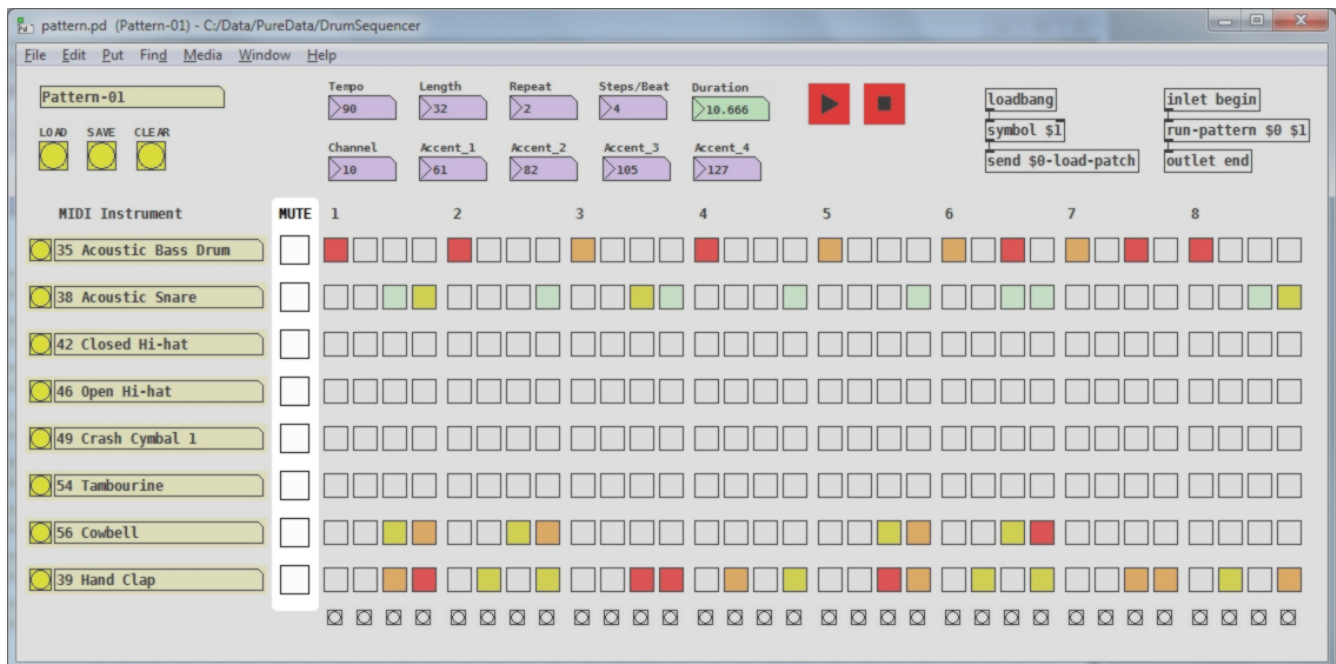 pattern.pd (Pattern-01) - C:/Data/PureData/DrumSequencer
File Edit Put Find Media Window Help
Pattern-01
LOAD SAVE CLEAR
Tempo Length Repeat Steps/Beat Duration
90 32 2 4 10.666
Channel Accent_1 Accent_2 Accent_3 Accent_4
10 61 82 105 127
loadbang
symbol $1
send $0-load-patch
inlet begin
run-pattern $0 $1
outlet end
MIDI Instrument MUTE 1 2 3 4 5 6 7 8
35 Acoustic Bass Drum
38 Acoustic Snare
42 Closed Hi-hat
46 Open Hi-hat
49 Crash Cymbal 1
54 Tambourine
56 Cowbell
39 Hand Clap